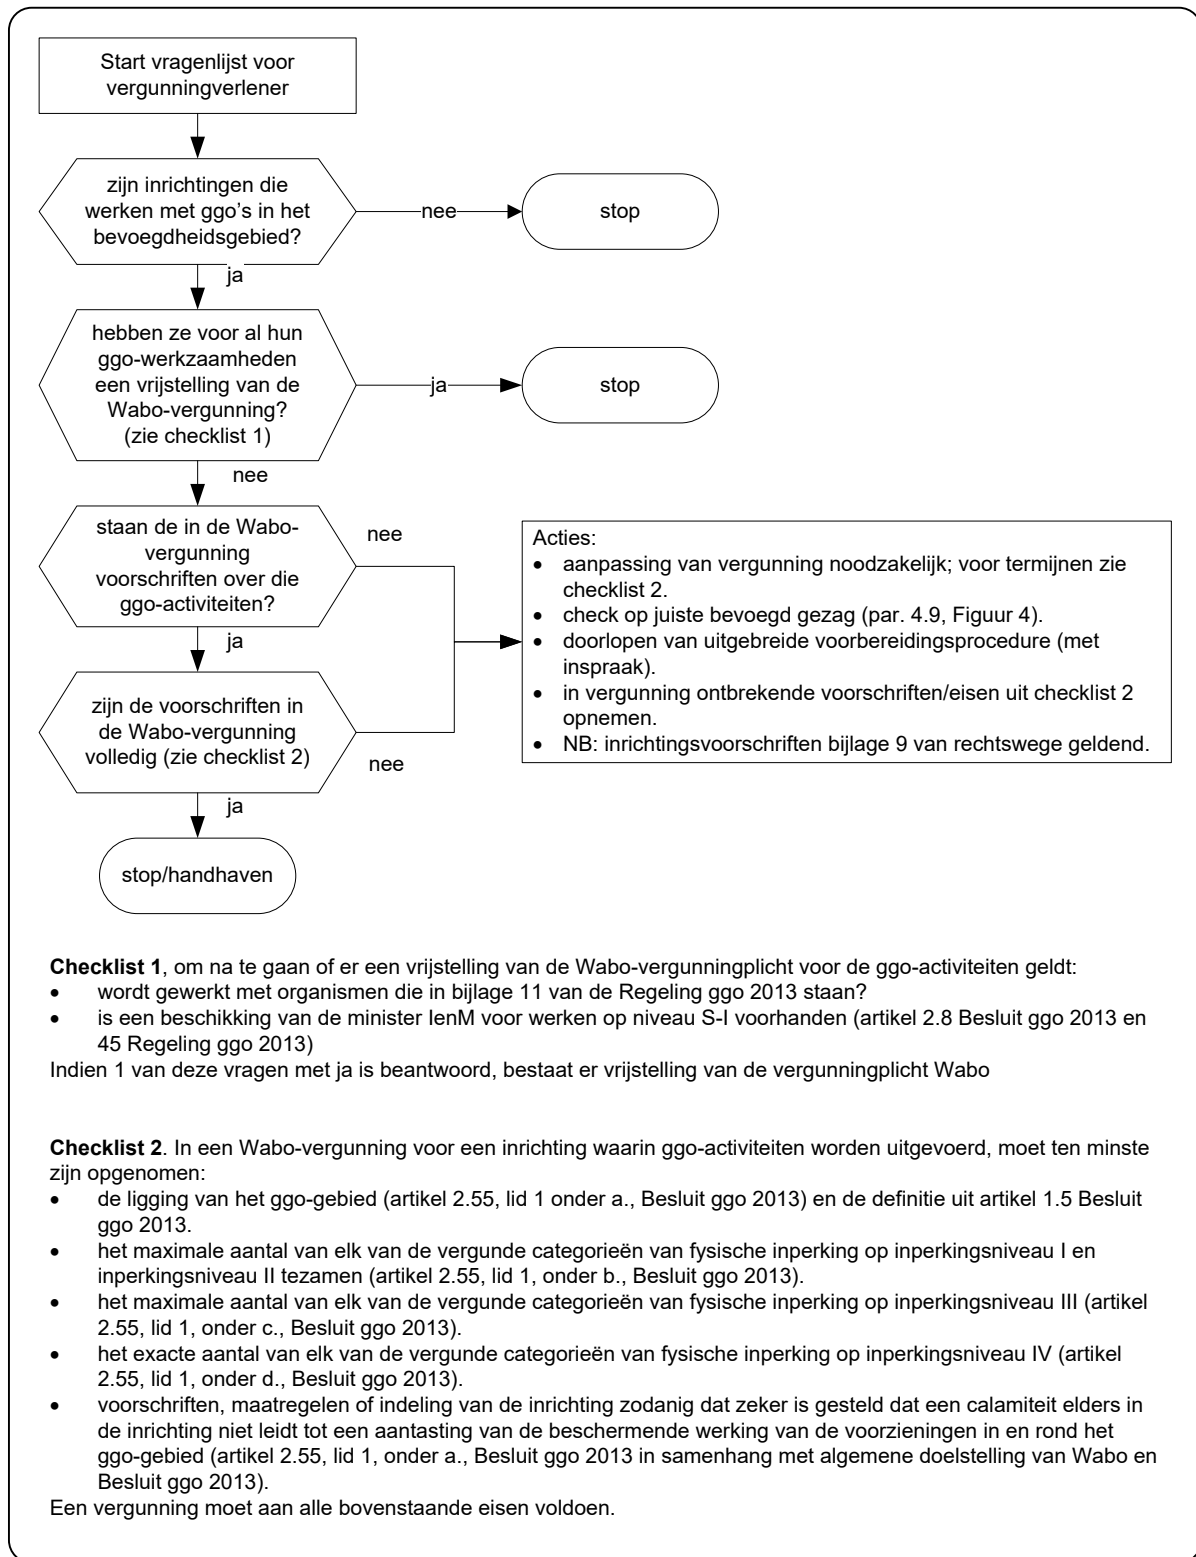 Start vragenlijst voor
vergunningverlener
zijn inrichtingen die
werken met ggo’s in het
bevoegdheidsgebied?
nee
stop
ja
hebben ze voor al hun
ggo-werkzaamheden
een vrijstelling van de
Wabo-vergunning?
(zie checklist 1)
ja
stop
nee
staan de in de Wabo-
vergunning
voorschriften over die
ggo-activiteiten?
nee
ja
zijn de voorschriften in
de Wabo-vergunning
volledig (zie checklist 2)
nee
ja
stop/handhaven
Acties:
• aanpassing van vergunning noodzakelijk; voor termijnen zie
checklist 2.
• check op juiste bevoegd gezag (par. 4.9, Figuur 4).
• doorlopen van uitgebreide voorbereidingsprocedure (met
inspraak).
• in vergunning ontbrekende voorschriften/eisen uit checklist 2
opnemen.
• NB: inrichtingsvoorschriften bijlage 9 van rechtswege geldend.
Checklist 1, om na te gaan of er een vrijstelling van de Wabo-vergunningplicht voor de ggo-activiteiten geldt:
• wordt gewerkt met organismen die in bijlage 11 van de Regeling ggo 2013 staan?
• is een beschikking van de minister IenM voor werken op niveau S-I voorhanden (artikel 2.8 Besluit ggo 2013 en
45 Regeling ggo 2013)
Indien 1 van deze vragen met ja is beantwoord, bestaat er vrijstelling van de vergunningplicht Wabo
Checklist 2. In een Wabo-vergunning voor een inrichting waarin ggo-activiteiten worden uitgevoerd, moet ten minste
zijn opgenomen:
• de ligging van het ggo-gebied (artikel 2.55, lid 1 onder a., Besluit ggo 2013) en de definitie uit artikel 1.5 Besluit
ggo 2013.
• het maximale aantal van elk van de vergunde categorieën van fysische inperking op inperkingsniveau I en
inperkingsniveau II tezamen (artikel 2.55, lid 1, onder b., Besluit ggo 2013).
• het maximale aantal van elk van de vergunde categorieën van fysische inperking op inperkingsniveau III (artikel
2.55, lid 1, onder c., Besluit ggo 2013).
• het exacte aantal van elk van de vergunde categorieën van fysische inperking op inperkingsniveau IV (artikel
2.55, lid 1, onder d., Besluit ggo 2013).
• voorschriften, maatregelen of indeling van de inrichting zodanig dat zeker is gesteld dat een calamiteit elders in
de inrichting niet leidt tot een aantasting van de beschermende werking van de voorzieningen in en rond het
ggo-gebied (artikel 2.55, lid 1, onder a., Besluit ggo 2013 in samenhang met algemene doelstelling van Wabo en
Besluit ggo 2013).
Een vergunning moet aan alle bovenstaande eisen voldoen.